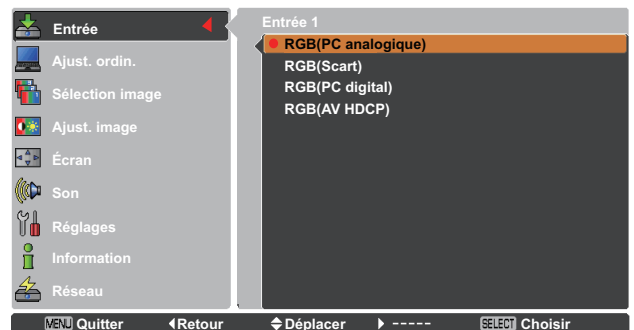 Entrée
Ajust. ordin.
Sélection image
Ajust. image
Écran
Son
Réglages
Information
Réseau
Entrée 1
RGB(PC analogique)
RGB(Scart)
RGB(PC digital)
RGB(AV HDCP)
MENU Quitter Retour Déplacer ----- SELECT Choisir